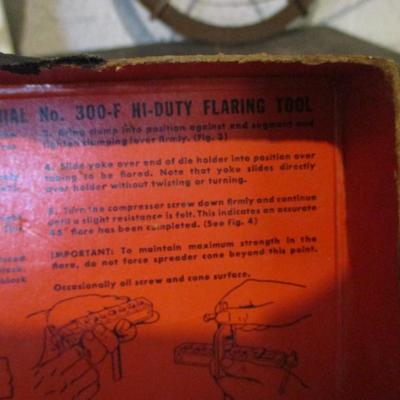 IAL No. 300-F HI-DUTY FLARING TOOL
3. Bring clamp into position against end segment and
tighten clamping lever firmly. (Fig. 3)
4. Slide yoke over end of die holder into position over
tubing to be flared. Note that yoke slides directly
over holder without twisting or turning.
5. Turn the compressor screw down firmly and continue
until a slight resistance is felt. This indicates an accurate
45° flare has been completed. (See Fig. 4)
IMPORTANT: To maintain maximum strength in the
flare, do not force spreader cone beyond this point.
Occasionally oil screw and cone surface.